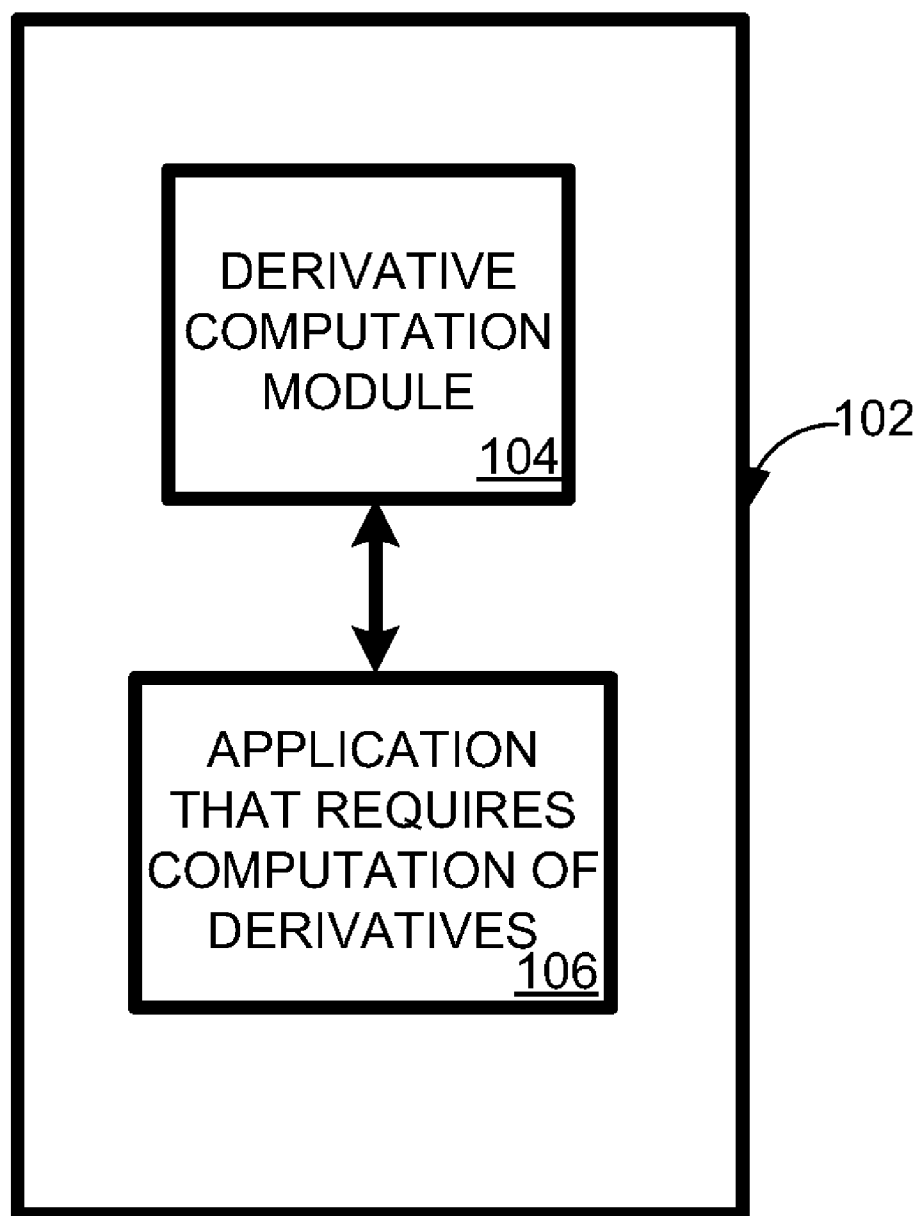 DERIVATIVE
COMPUTATION
MODULE
104
102
APPLICATION
THAT REQUIRES
COMPUTATION OF
DERIVATIVES
106